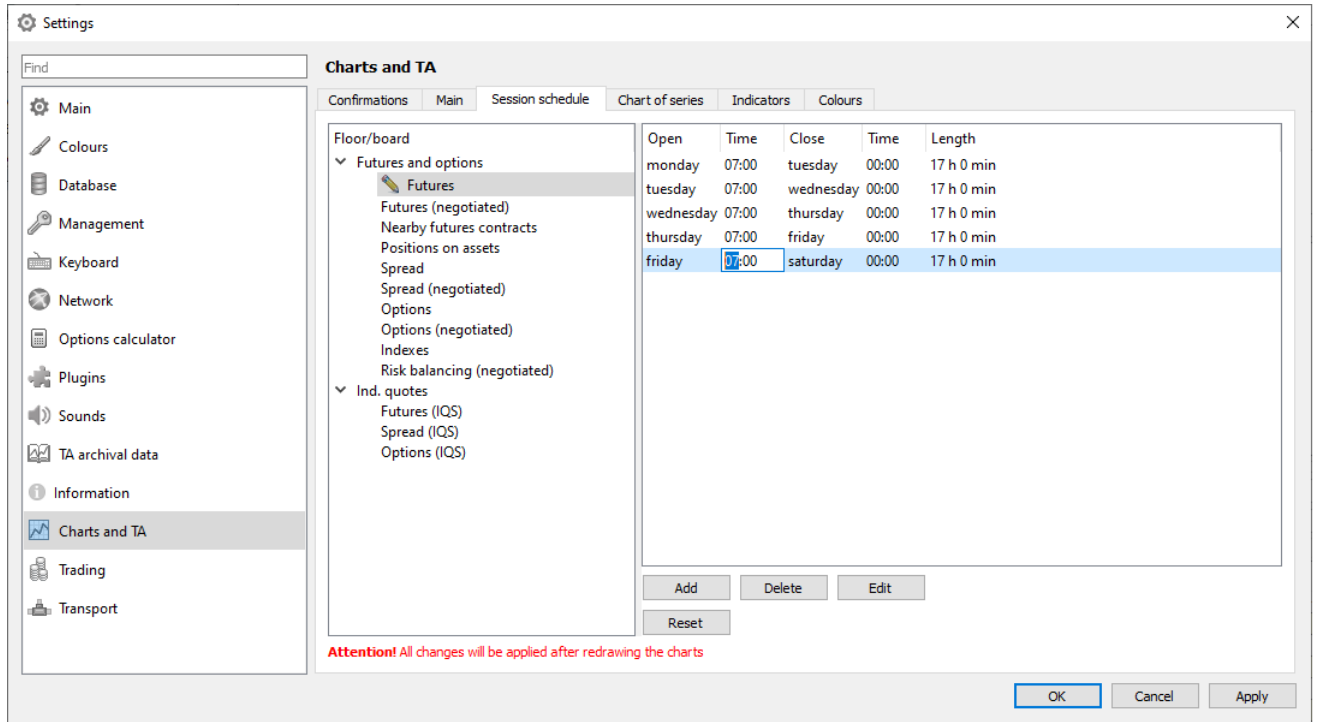 Settings
Find
Main
Colours
Database
Management
Keyboard
Network
Options calculator
Plugins
Sounds
TA archival data
Information
Charts and TA
Trading
Transport
Charts and TA
Confirmations Main Session schedule Chart of series Indicators Colours
Floor/board
Futures and options
Futures
Futures (negotiated)
Nearby futures contracts
Positions on assets
Spread
Spread (negotiated)
Options
Options (negotiated)
Indexes
Risk balancing (negotiated)
Ind. quotes
Futures (IQS)
Spread (IQS)
Options (IQS)
Open Time Close Time Length
monday 07:00 tuesday 00:00 17 h 0 min
tuesday 07:00 wednesday 00:00 17 h 0 min
wednesday 07:00 thursday 00:00 17 h 0 min
thursday 07:00 friday 00:00 17 h 0 min
friday 07:00 saturday 00:00 17 h 0 min
Add Delete Edit
Reset
Attention! All changes will be applied after redrawing the charts
OK Cancel Apply